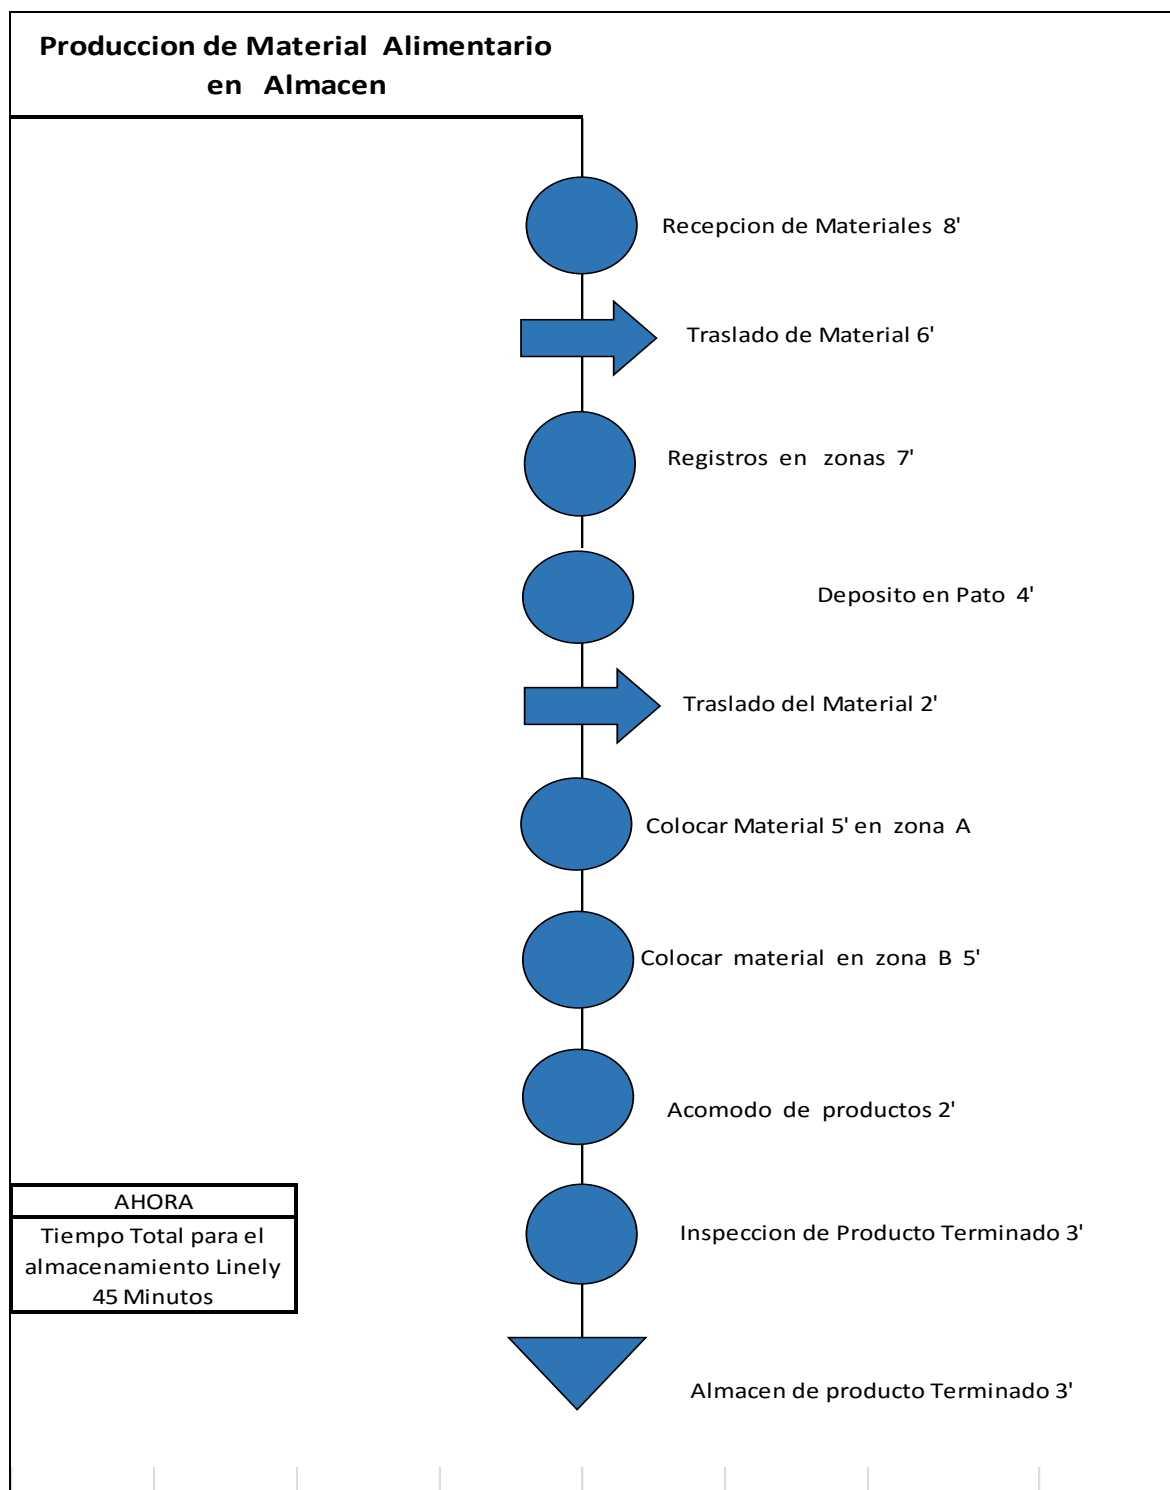 Produccion de Material Alimentario
en Almacen
Recepcion de Materiales 8'
Traslado de Material 6'
Registros en zonas 7'
Deposito en Pato 4'
Traslado del Material 2'
Colocar Material 5' en zona A
Colocar material en zona B 5'
Acomodo de productos 2'
AHORA
Tiempo Total para el
almacenamiento Linely
45 Minutos
Inspeccion de Producto Terminado 3'
Almacen de producto Terminado 3'